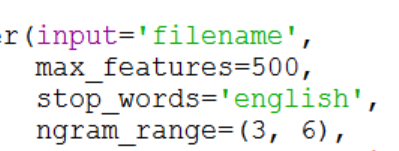 er(input='filename',
max_features=500,
stop_words='english',
ngram_range=(3, 6),